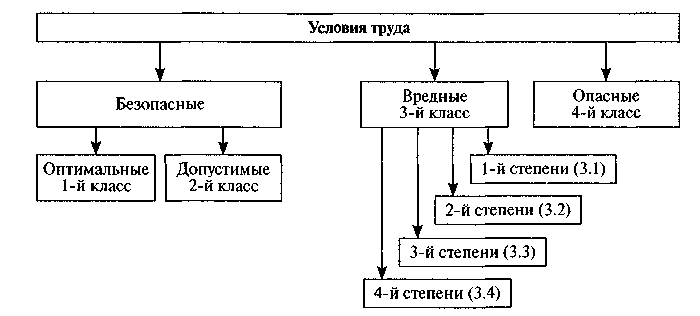 Условия труда
Безопасные
Вредные
3-й класс
Опасные
4-й класс
Оптимальные
1-й класс
Допустимые
2-й класс
1-й степени (3.1)
2-й степени (3.2)
3-й степени (3.3)
4-й степени (3.4)